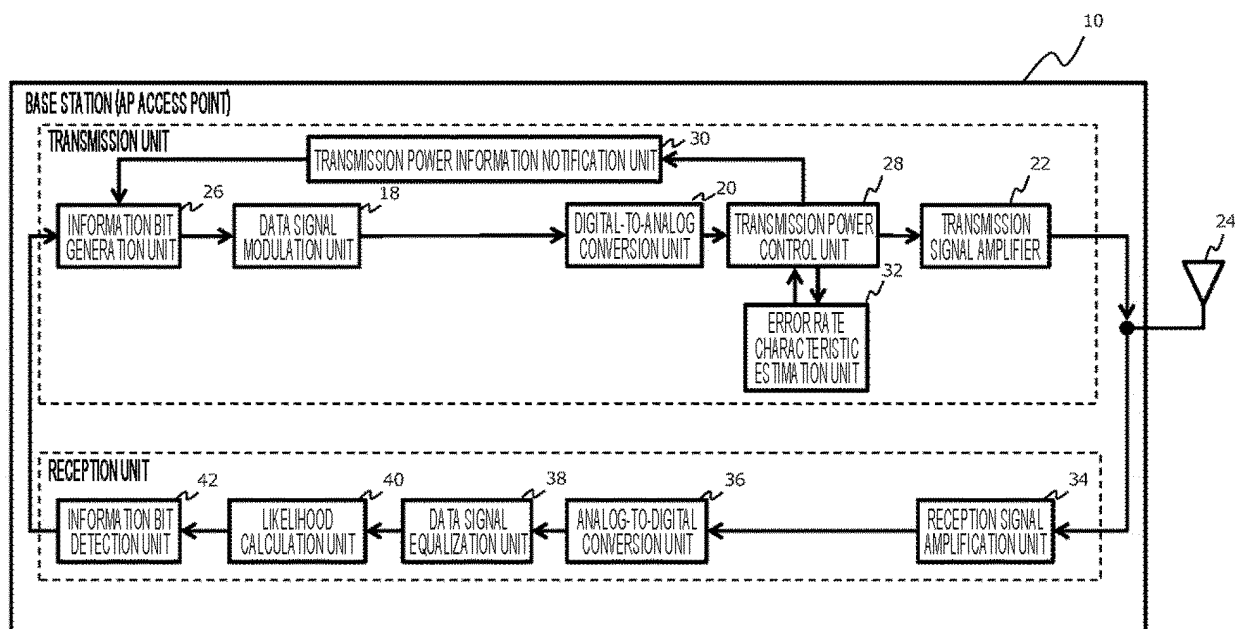 10
BASE STATION (AP ACCESS POINT)
TRANSMISSION UNIT
30
TRANSMISSION POWER INFORMATION NOTIFICATION UNIT
26
INFORMATION BIT
GENERATION UNIT
18
DATA SIGNAL
MODULATION UNIT
20
DIGITAL-TO-ANALOG
CONVERSION UNIT
28
TRANSMISSION POWER
CONTROL UNIT
22
TRANSMISSION
SIGNAL AMPLIFIER
24
32
ERROR RATE
CHARACTERISTIC
ESTIMATION UNIT
RECEPTION UNIT
42
INFORMATION BIT
DETECTION UNIT
40
LIKELIHOOD
CALCULATION UNIT
38
DATA SIGNAL
EQUALIZATION UNIT
36
ANALOG-TO-DIGITAL
CONVERSION UNIT
34
RECEPTION SIGNAL
AMPLIFICATION UNIT